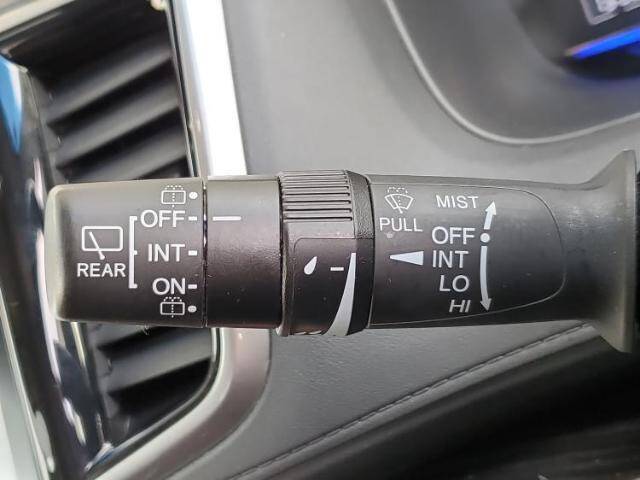 OFF
INT
ON
REAR
PULL
MIST
OFF
INT
LO
HI